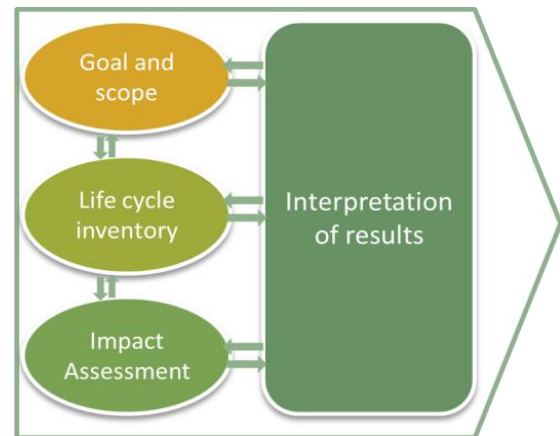 Goal and
scope
Life cycle
inventory
Impact
Assessment
Interpretation
of results